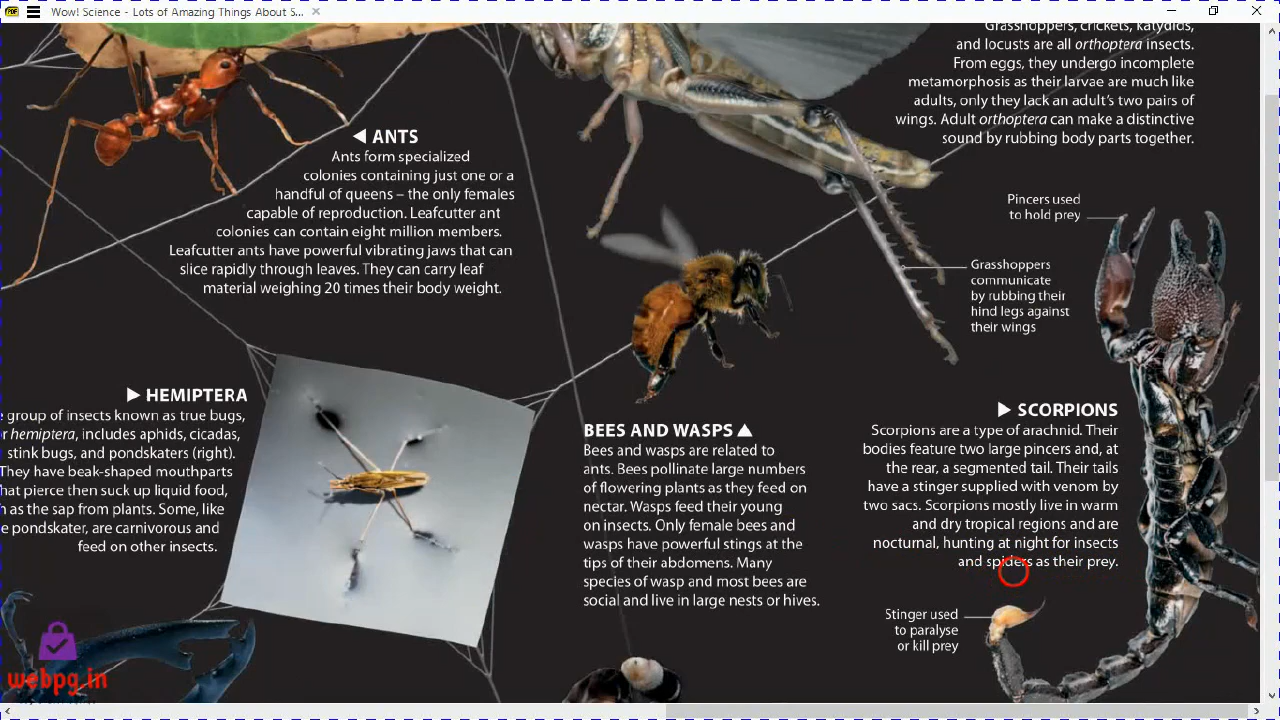 Wow! Science - Lots of Amazing Things About S...
Grasshoppers, crickets, katydids,
and locusts are all orthoptera insects.
From eggs, they undergo incomplete
metamorphosis as their larvae are much like
adults, only they lack an adult's two pairs of
wings. Adult orthoptera can make a distinctive
sound by rubbing body parts together.
◀ ANTS
Ants form specialized
colonies containing just one or a
handful of queens – the only females
capable of reproduction. Leafcutter ant
colonies can contain eight million members.
Leafcutter ants have powerful vibrating jaws that can
slice rapidly through leaves. They can carry leaf
material weighing 20 times their body weight.
Pincers used
to hold prey
Grasshoppers
communicate
by rubbing their
hind legs against
their wings
▶ HEMIPTERA
group of insects known as true bugs,
hemiptera, includes aphids, cicadas,
stink bugs, and pondskaters (right).
They have beak-shaped mouthparts
that pierce then suck up liquid food,
as the sap from plants. Some, like
pondskater, are carnivorous and
feed on other insects.
BEES AND WASPS ▲
Bees and wasps are related to
ants. Bees pollinate large numbers
of flowering plants as they feed on
nectar. Wasps feed their young
on insects. Only female bees and
wasps have powerful stings at the
tips of their abdomens. Many
species of wasp and most bees are
social and live in large nests or hives.
▶ SCORPIONS
Scorpions are a type of arachnid. Their
bodies feature two large pincers and, at
the rear, a segmented tail. Their tails
have a stinger supplied with venom by
two sacs. Scorpions mostly live in warm
and dry tropical regions and are
nocturnal, hunting at night for insects
and spiders as their prey.
Stinger used
to paralyse
or kill prey
webpg.in